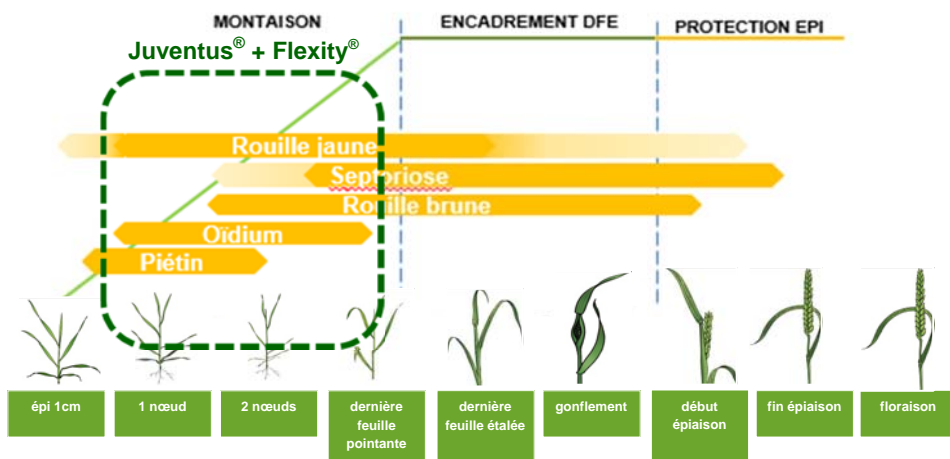 MONTAISON
ENCADREMENT DFE
PROTECTION EPI
Juventus® + Flexity®
Rouille jaune
Septoriose
Rouille brune
Oïdium
Piétin
épi 1cm
1 nœud
2 nœuds
dernière
feuille
pointante
dernière
feuille étalée
gonflement
début
épiaison
fin épiaison
floraison